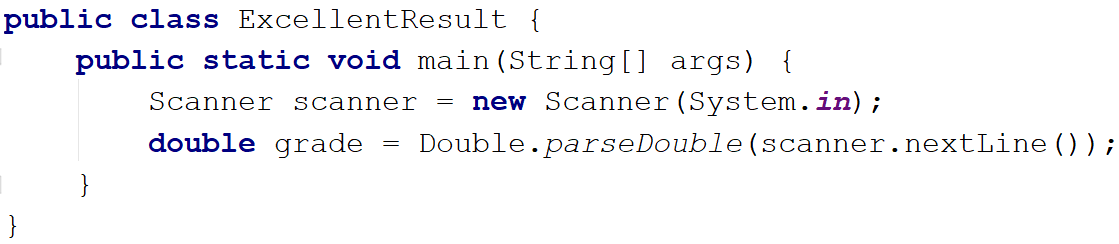 public class ExcellentResult {
    public static void main(String[] args) {
        Scanner scanner = new Scanner(System.in);
        double grade = Double.parseDouble(scanner.nextLine());
    }
}